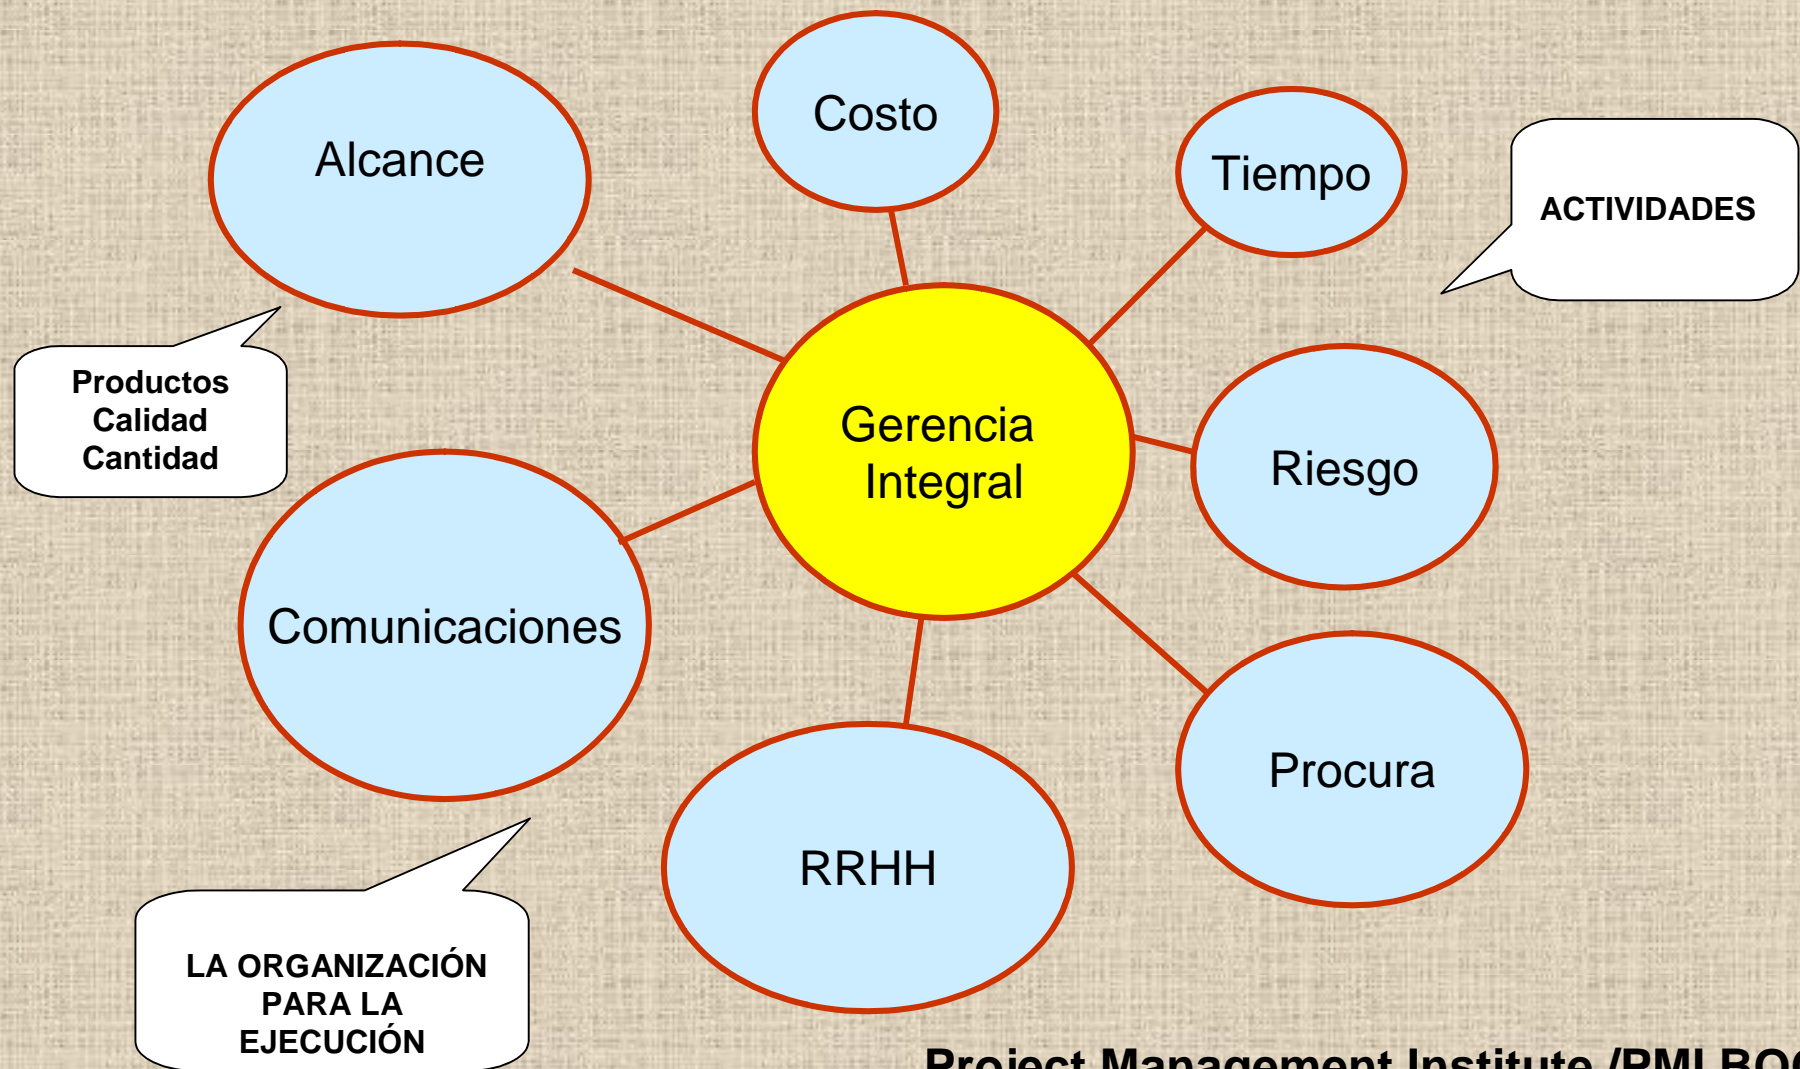 Costo
Alcance
Tiempo
ACTIVIDADES
Productos
Calidad
Cantidad
Gerencia
Integral
Riesgo
Comunicaciones
Procura
RRHH
LA ORGANIZACIÓN
PARA LA
EJECUCIÓN
Project Management Institute /PMI BOO